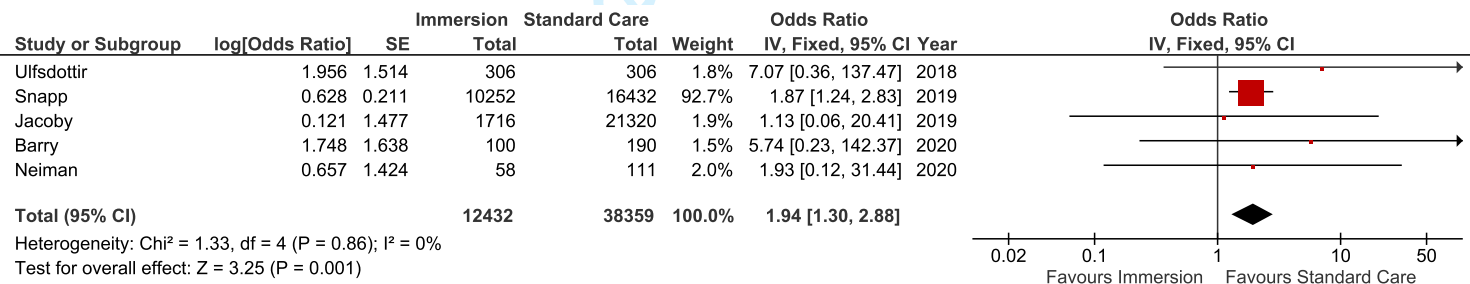 Immersion Standard Care Odds Ratio Odds Ratio
Study or Subgroup log[Odds Ratio] SE Total Total Weight IV, Fixed, 95% CI Year IV, Fixed, 95% CI
Ulfsdottir 1.956 1.514 306 306 1.8% 7.07 [0.36, 137.47] 2018
Snapp 0.628 0.211 10252 16432 92.7% 1.87 [1.24, 2.83] 2019
Jacoby 0.121 1.477 1716 21320 1.9% 1.13 [0.06, 20.41] 2019
Barry 1.748 1.638 100 190 1.5% 5.74 [0.23, 142.37] 2020
Neiman 0.657 1.424 58 111 2.0% 1.93 [0.12, 31.44] 2020
Total (95% CI) 12432 38359 100.0% 1.94 [1.30, 2.88]
Heterogeneity: Chi² = 1.33, df = 4 (P = 0.86); I² = 0%
Test for overall effect: Z = 3.25 (P = 0.001)
0.02 0.1 1 10 50
Favours Immersion Favours Standard Care